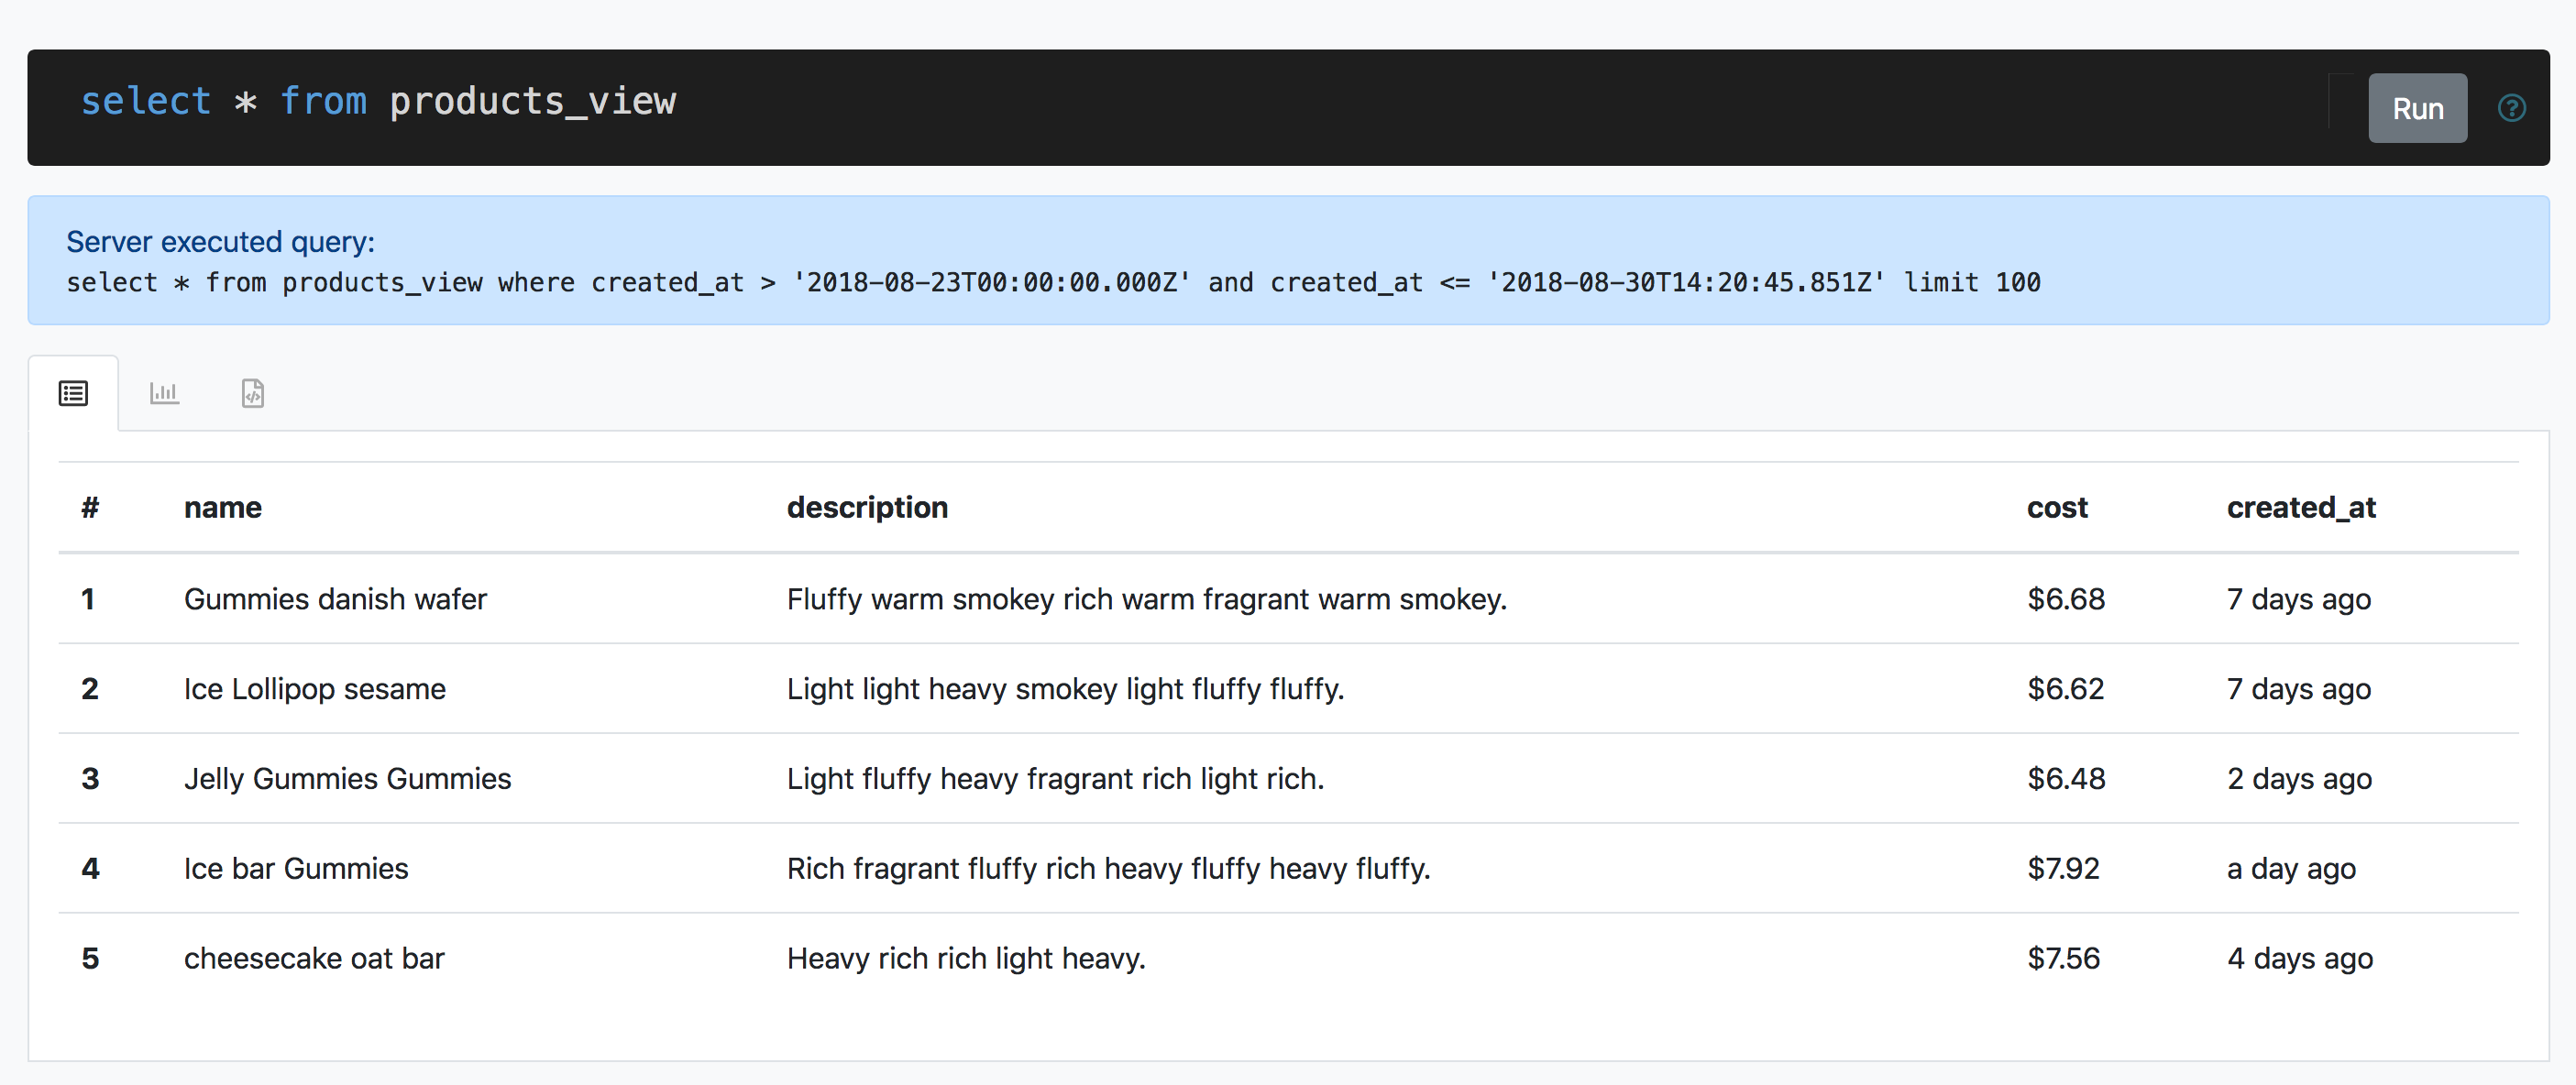 select * from products_view
Run
?
Server executed query:
select * from products_view where created_at > '2018-08-23T00:00:00.000Z' and created_at <= '2018-08-30T14:20:45.851Z' limit 100
# name description cost created_at
1 Gummies danish wafer Fluffy warm smokey rich warm fragrant warm smokey. $6.68 7 days ago
2 Ice Lollipop sesame Light light heavy smokey light fluffy fluffy. $6.62 7 days ago
3 Jelly Gummies Gummies Light fluffy heavy fragrant rich light rich. $6.48 2 days ago
4 Ice bar Gummies Rich fragrant fluffy rich heavy fluffy heavy fluffy. $7.92 a day ago
5 cheesecake oat bar Heavy rich rich light heavy. $7.56 4 days ago